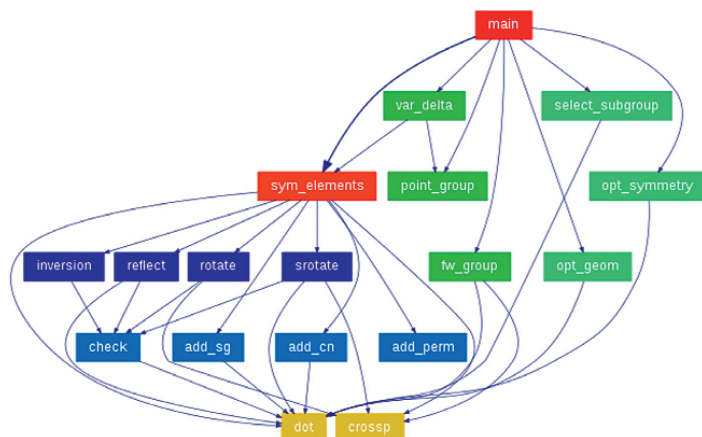 main
var_delta
select_subgroup
sym_elements
point_group
opt_symmetry
inversion
reflect
rotate
srotate
fw_group
opt_geom
check
add_sg
add_cn
add_perm
dot
crossp